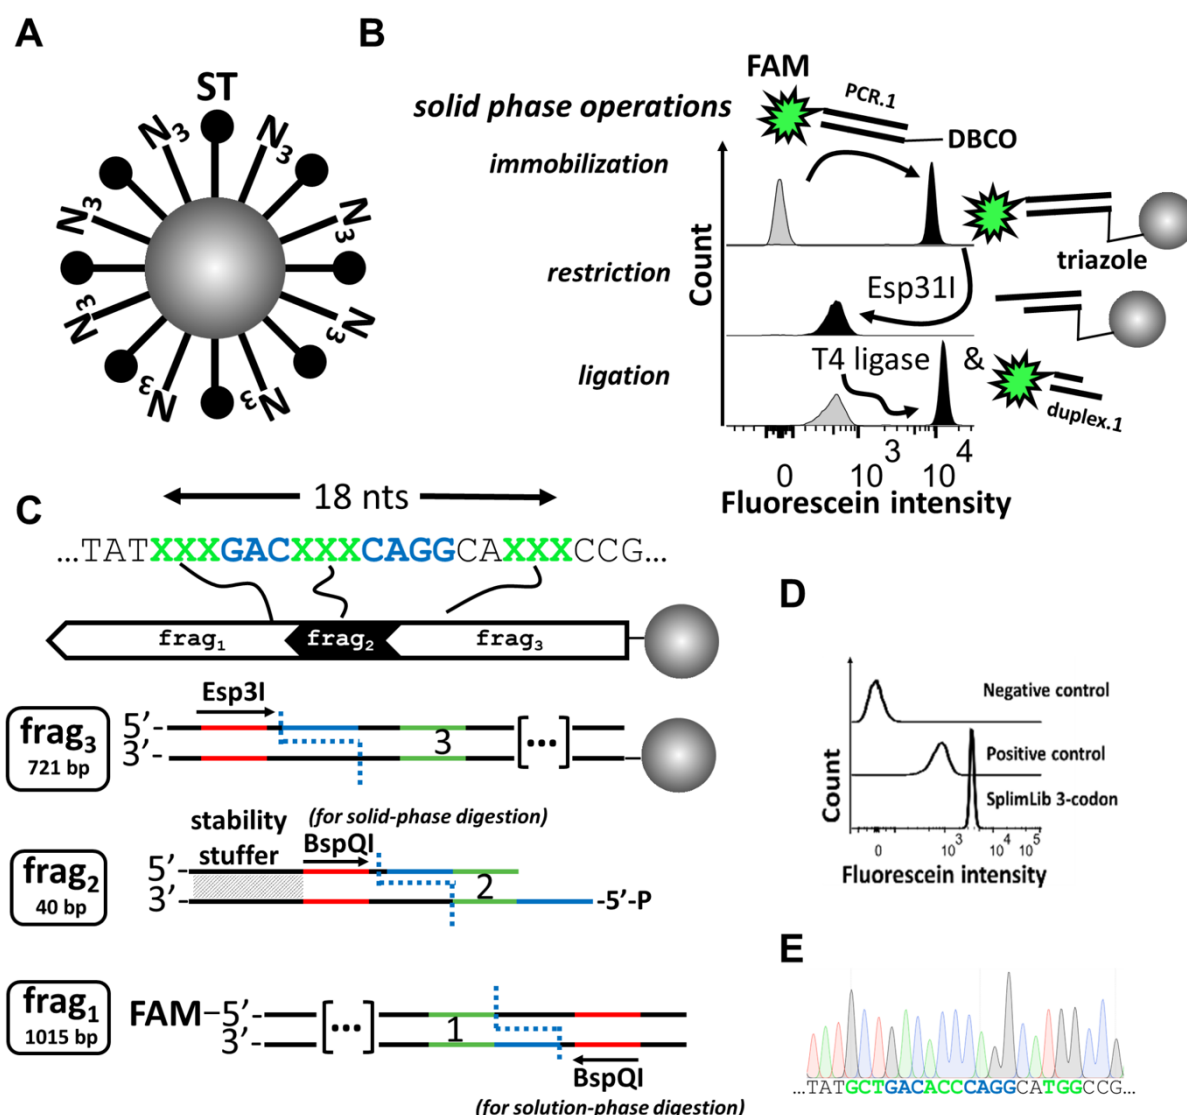 A
ST
N3
N3
N3
N3
N3
N3
N3
N3
B
FAM
solid phase operations
PCR.1
DBCO
immobilization
triazole
restriction
Esp31I
Count
ligation
T4 ligase &
duplex.1
0 10 3 10 4
Fluorescein intensity
C
18 nts
...TATXXXGACXXXCAGGCAXXXCCG...
frag1 frag2 frag3
Esp3I
frag3
721 bp
5’-
3’-
3
[...]
(for solid-phase digestion)
stability
stuffer
BspQI
frag2
40 bp
5’-
3’-
2
-5’-P
frag1
1015 bp
FAM-5’-
3’-
[...]
1
BspQI
(for solution-phase digestion)
D
Negative control
Positive control
SplimLib 3-codon
Count
0 10 3 10 4 10 5
Fluorescein intensity
E
...TATGCTGACACCCAGGCATGGCCG...